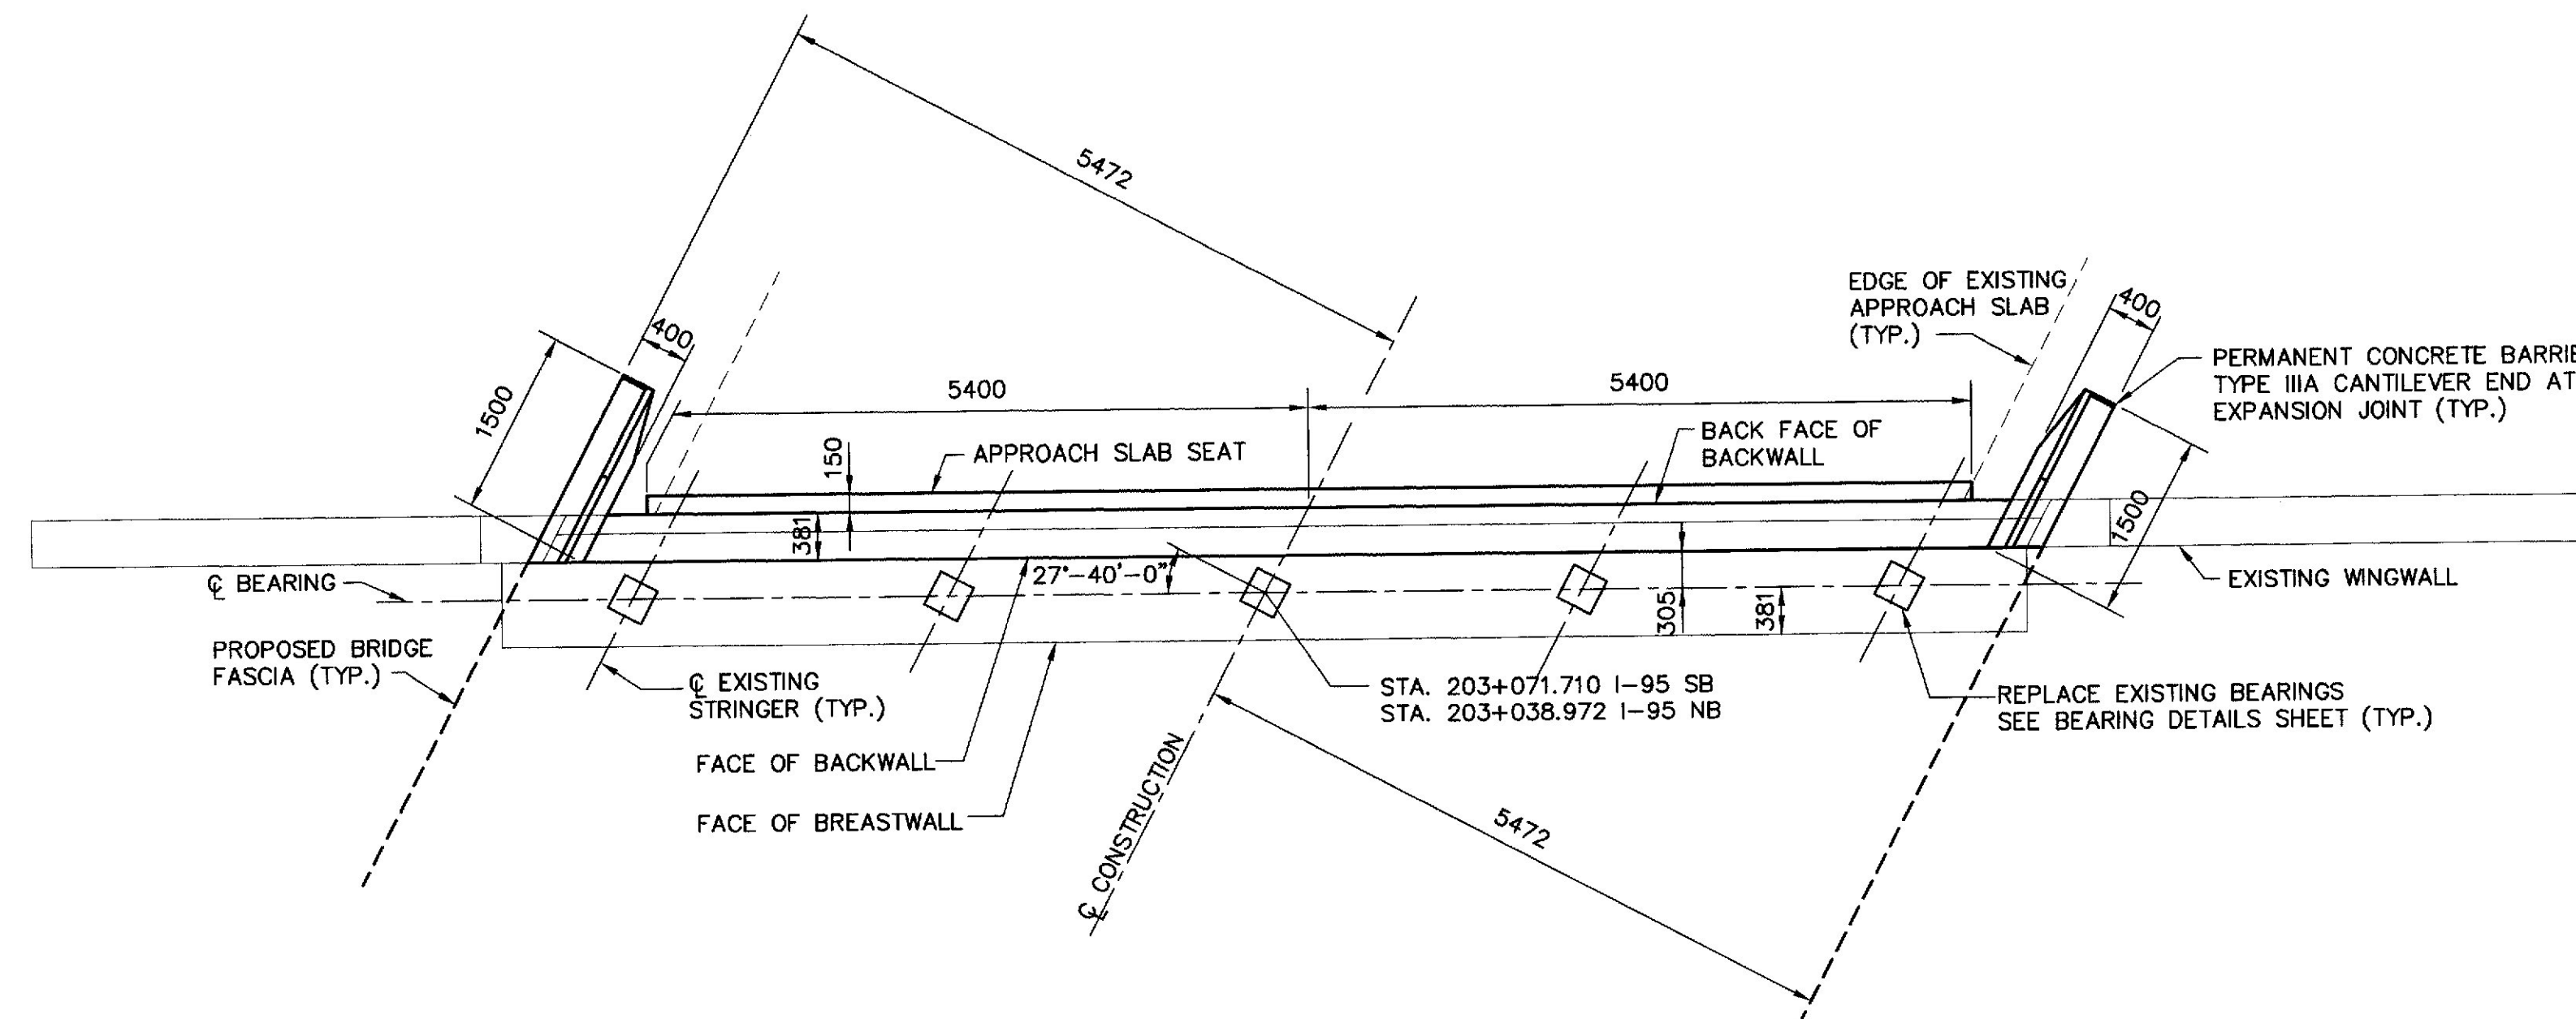 5472
EDGE OF EXISTING
APPROACH SLAB
(TYP.)
400
400
PERMANENT CONCRETE BARRIE
TYPE IIIA CANTILEVER END AT
EXPANSION JOINT (TYP.)
1500
5400
5400
150
APPROACH SLAB SEAT
BACK FACE OF
BACKWALL
381
1500
℄ BEARING
27°-40'-0"
305
381
EXISTING WINGWALL
PROPOSED BRIDGE
FASCIA (TYP.)
℄ EXISTING
STRINGER (TYP.)
STA. 203+071.710 I-95 SB
STA. 203+038.972 I-95 NB
REPLACE EXISTING BEARINGS
SEE BEARING DETAILS SHEET (TYP.)
FACE OF BACKWALL
FACE OF BREASTWALL
℄ CONSTRUCTION
5472